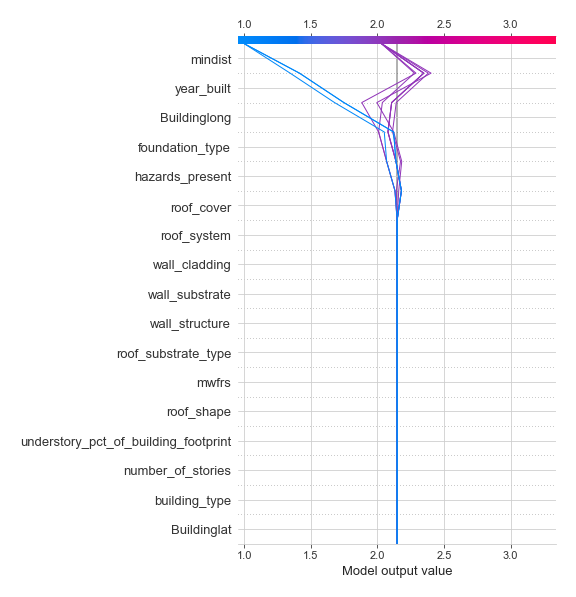 1.0 1.5 2.0 2.5 3.0
mindist
year_built
Buildinglong
foundation_type
hazards_present
roof_cover
roof_system
wall_cladding
wall_substrate
wall_structure
roof_substrate_type
mwfrs
roof_shape
understory_pct_of_building_footprint
number_of_stories
building_type
Buildinglat
1.0 1.5 2.0 2.5 3.0
Model output value